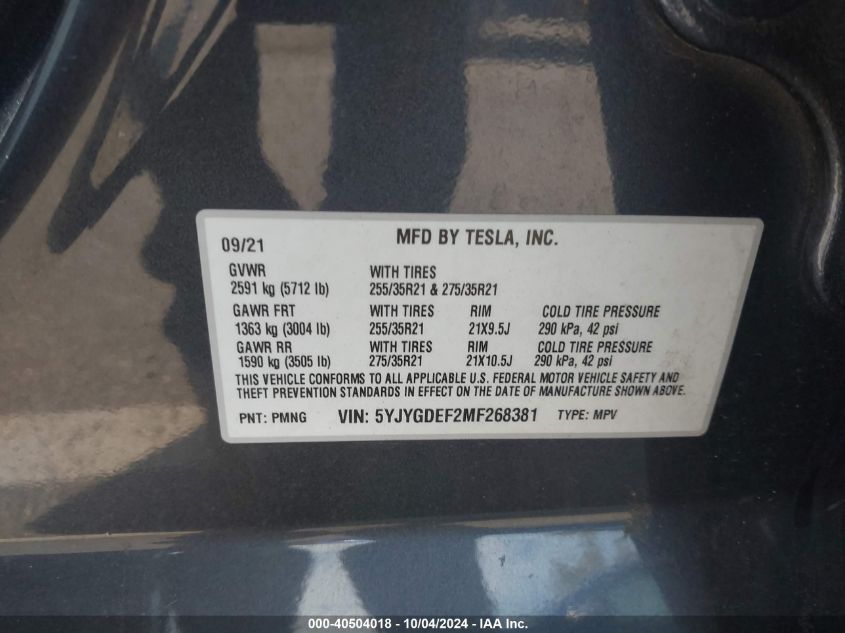 09/21 MFD BY TESLA, INC.
GVWR WITH TIRES
2591 kg (5712 lb) 255/35R21 & 275/35R21
GAWR FRT WITH TIRES RIM COLD TIRE PRESSURE
1363 kg (3004 lb) 255/35R21 21X9.5J 290 kPa, 42 psi
GAWR RR WITH TIRES RIM COLD TIRE PRESSURE
1590 kg (3505 lb) 275/35R21 21X10.5J 290 kPa, 42 psi
THIS VEHICLE CONFORMS TO ALL APPLICABLE U.S. FEDERAL MOTOR VEHICLE SAFETY AND
THEFT PREVENTION STANDARDS IN EFFECT ON THE DATE OF MANUFACTURE SHOWN ABOVE.
PNT: PMNG VIN: 5YJYGDEF2MF268381 TYPE: MPV
000-40504018 - 10/04/2024 - IAA Inc.